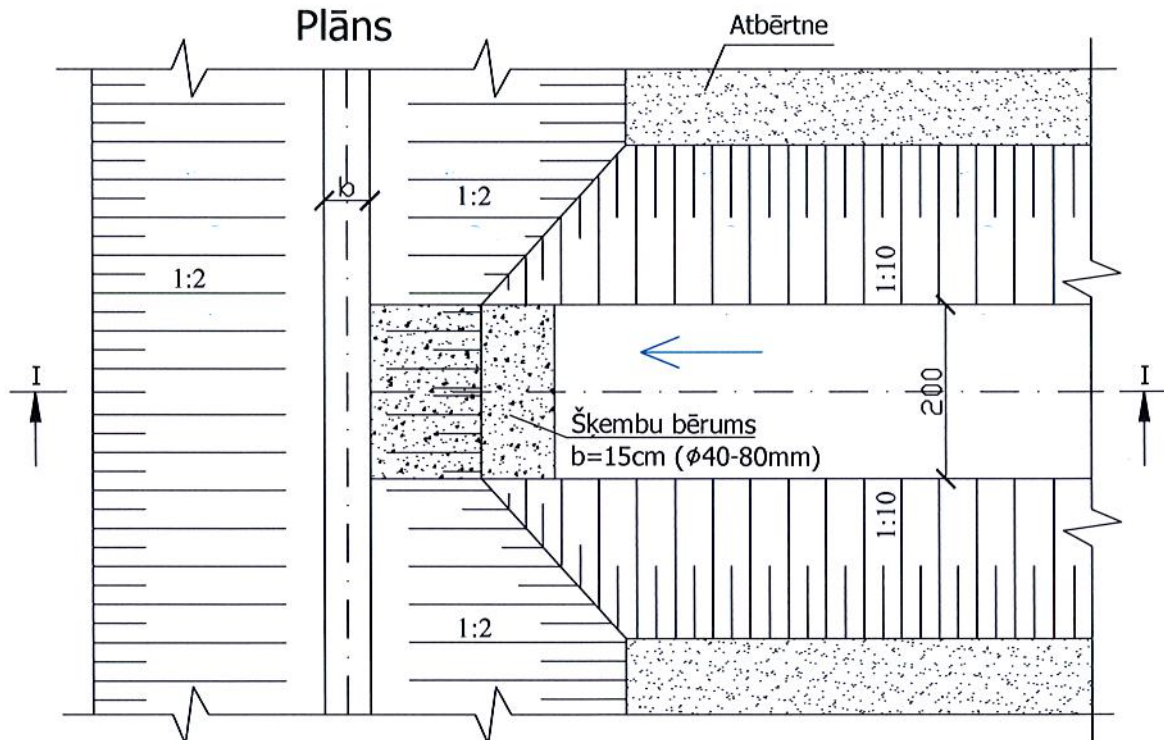 Plāns
Atbērtne
b
1:2
1:2
1:10
I
I
200
Šķembu bērums
b=15cm (ϕ40-80mm)
1:10
1:2